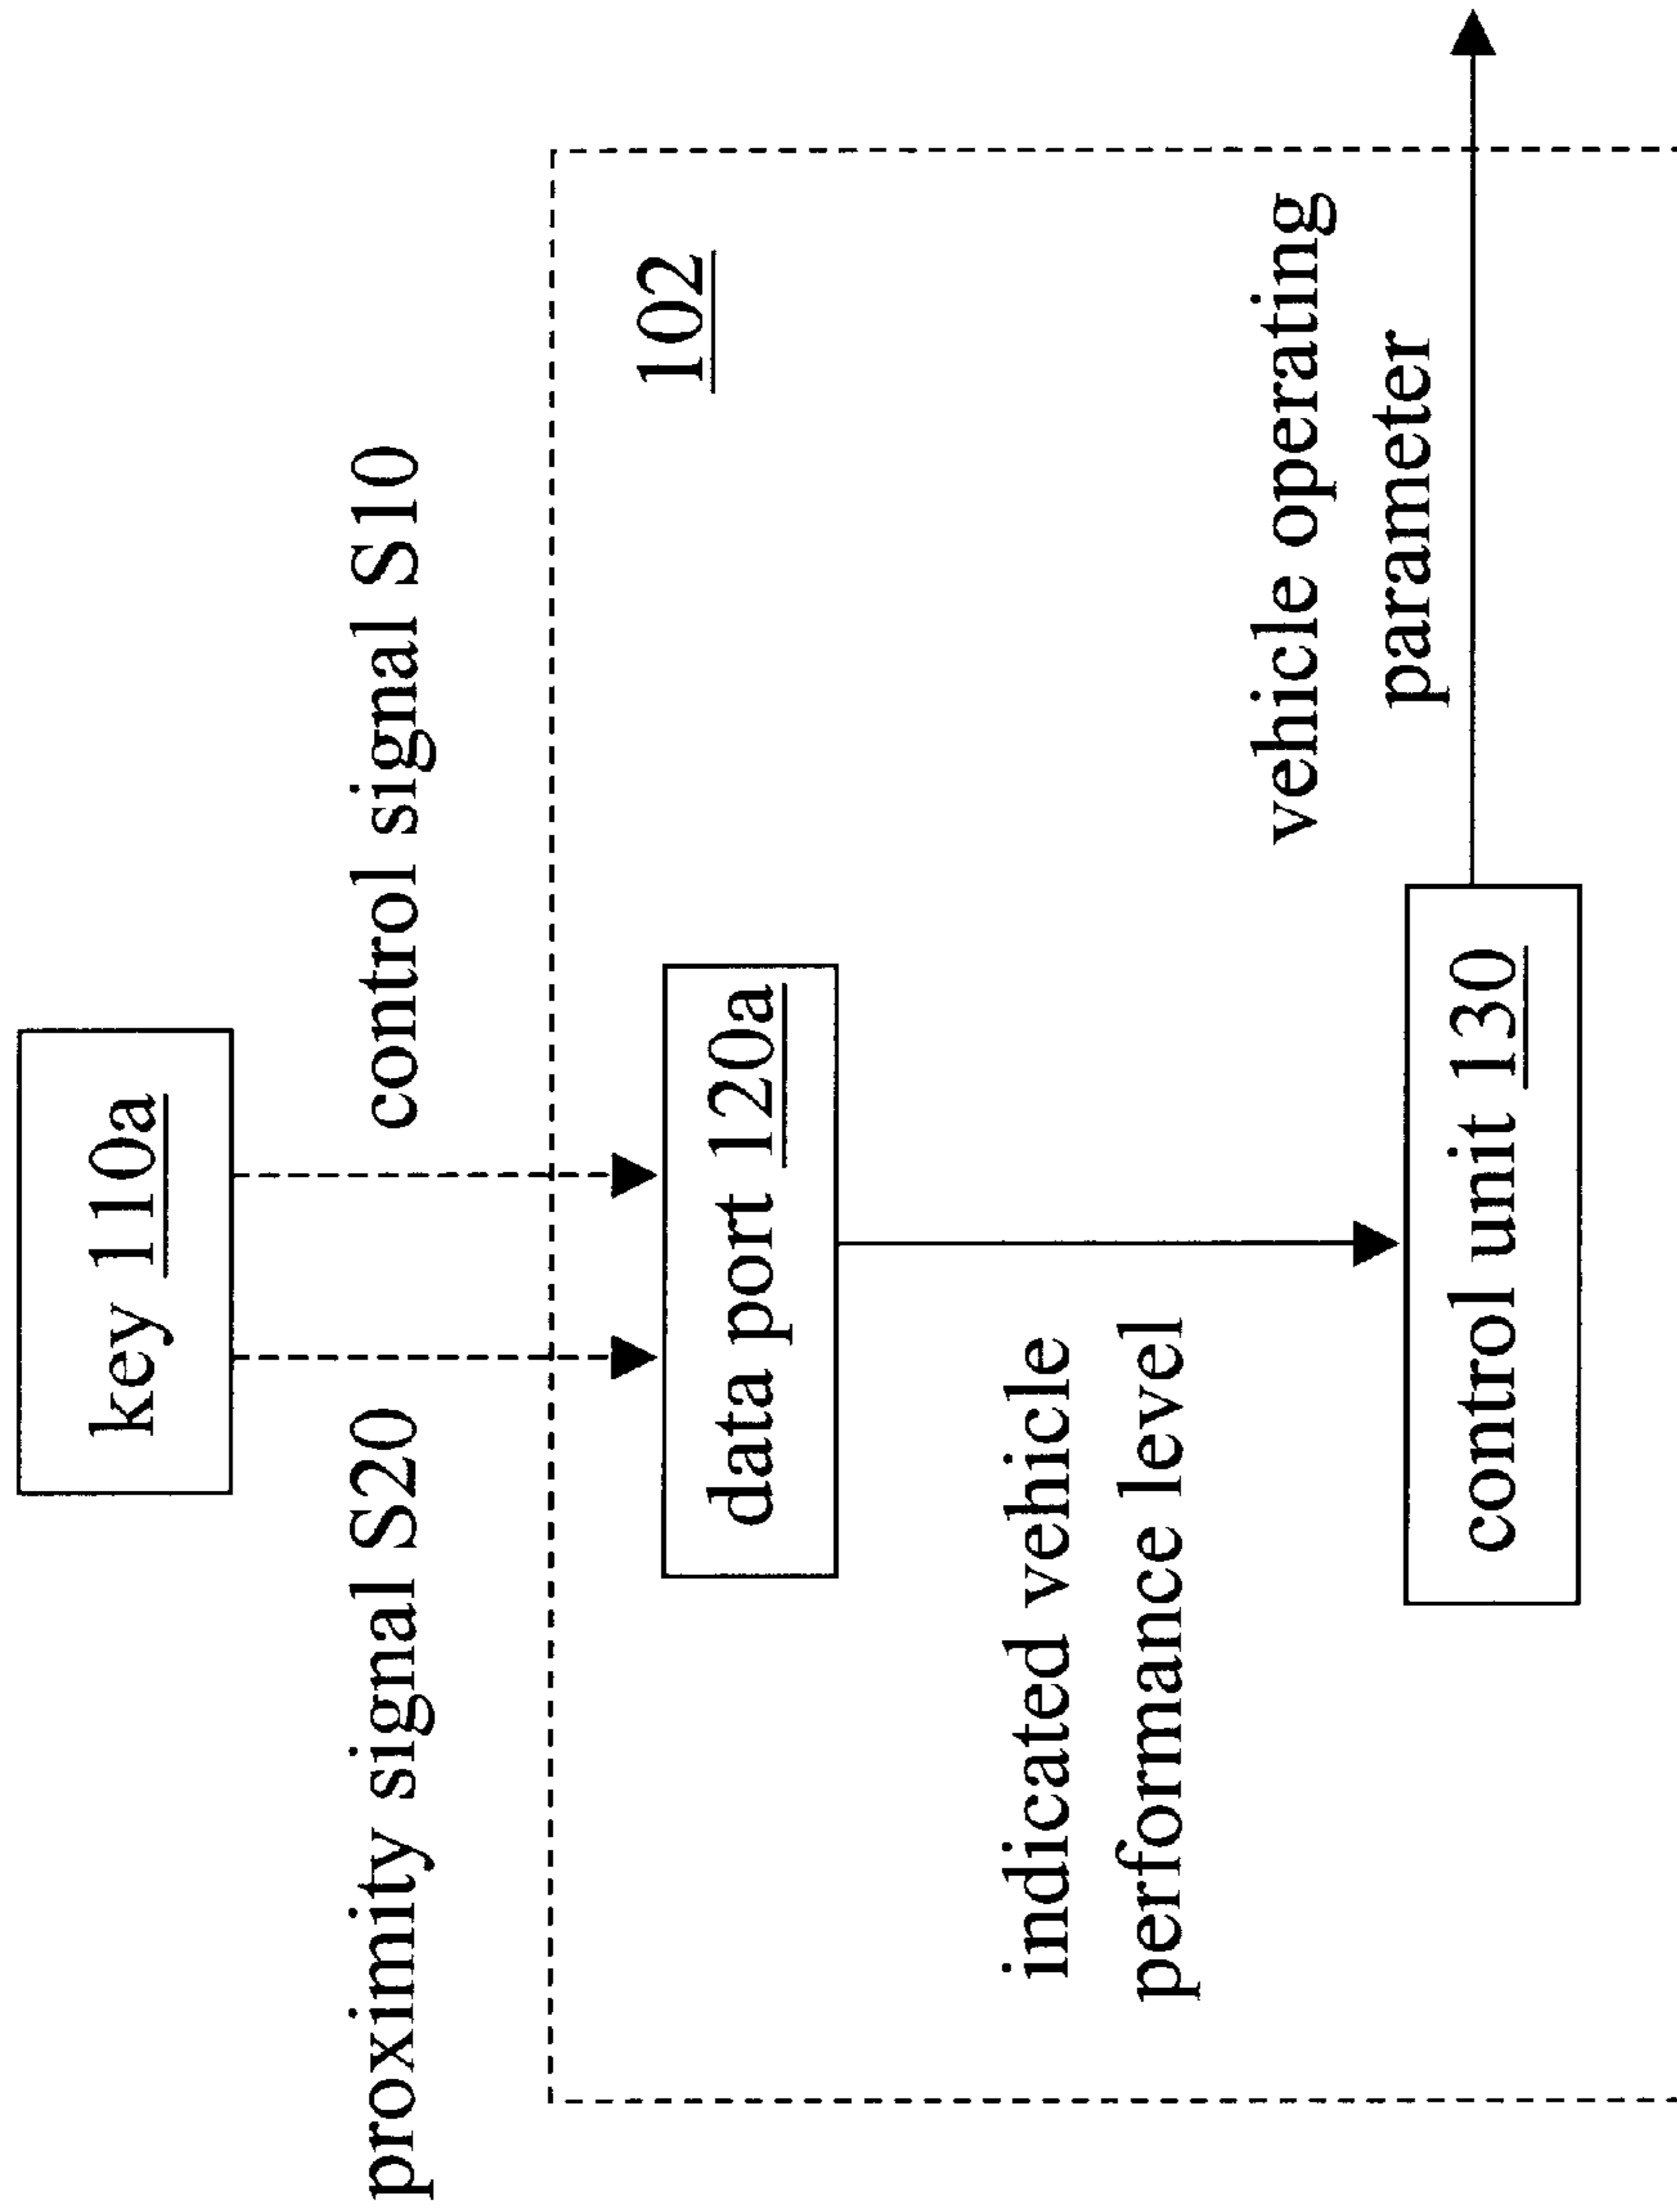 key 110a
proximity signal S20
control signal S10
102
data port 120a
indicated vehicle
performance level
vehicle operating
parameter
control unit 130